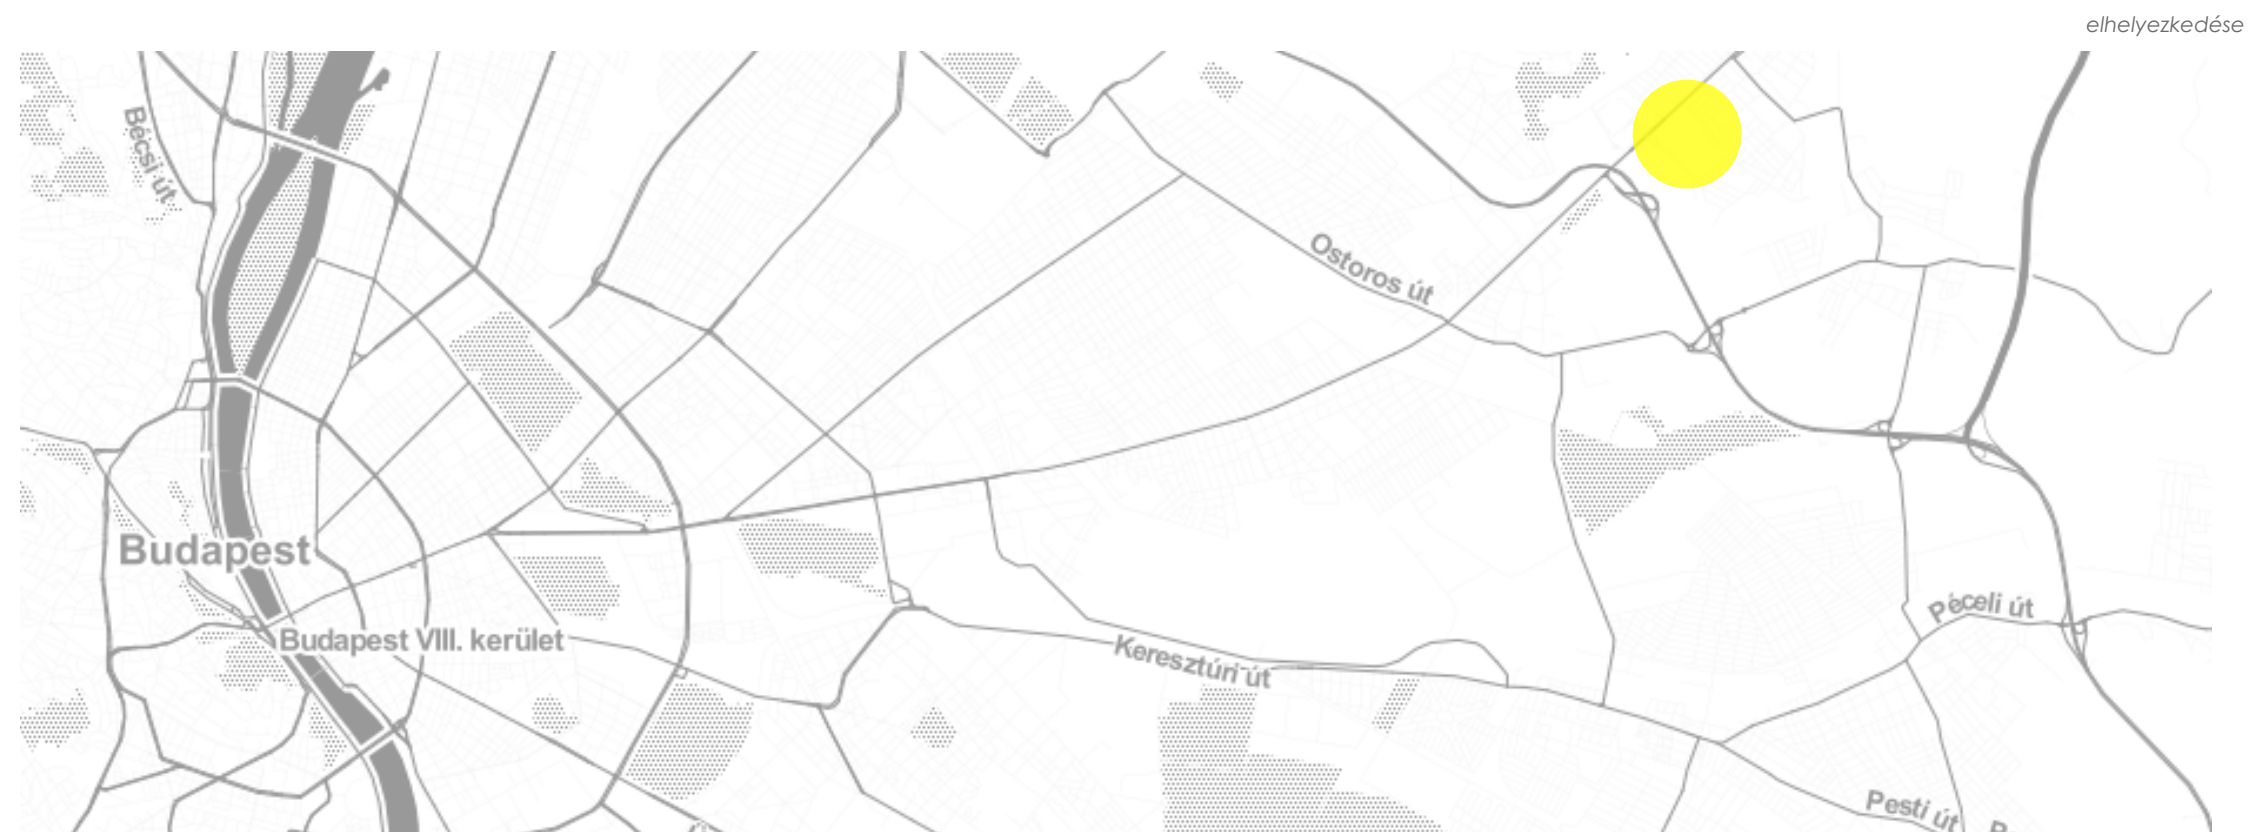 elhelyezkedése
Bécsi út
Ostoros út
Budapest
Budapest VIII. kerület
Keresztúri út
Péceli út
Pesti út